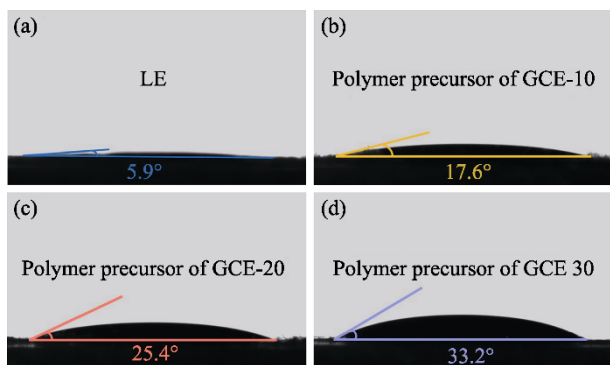 (a)
LE
5.9°
(b)
Polymer precursor of GCE-10
17.6°
(c)
Polymer precursor of GCE-20
25.4°
(d)
Polymer precursor of GCE 30
33.2°